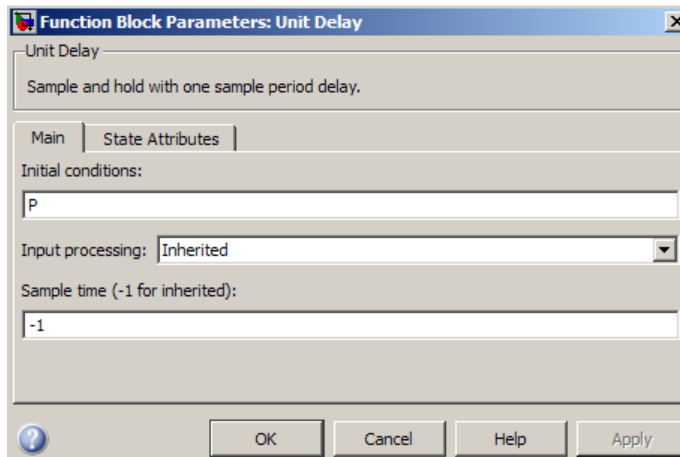 Function Block Parameters: Unit Delay
Unit Delay
Sample and hold with one sample period delay.
Main State Attributes
Initial conditions:
P
Input processing: Inherited
Sample time (-1 for inherited):
-1
OK Cancel Help Apply